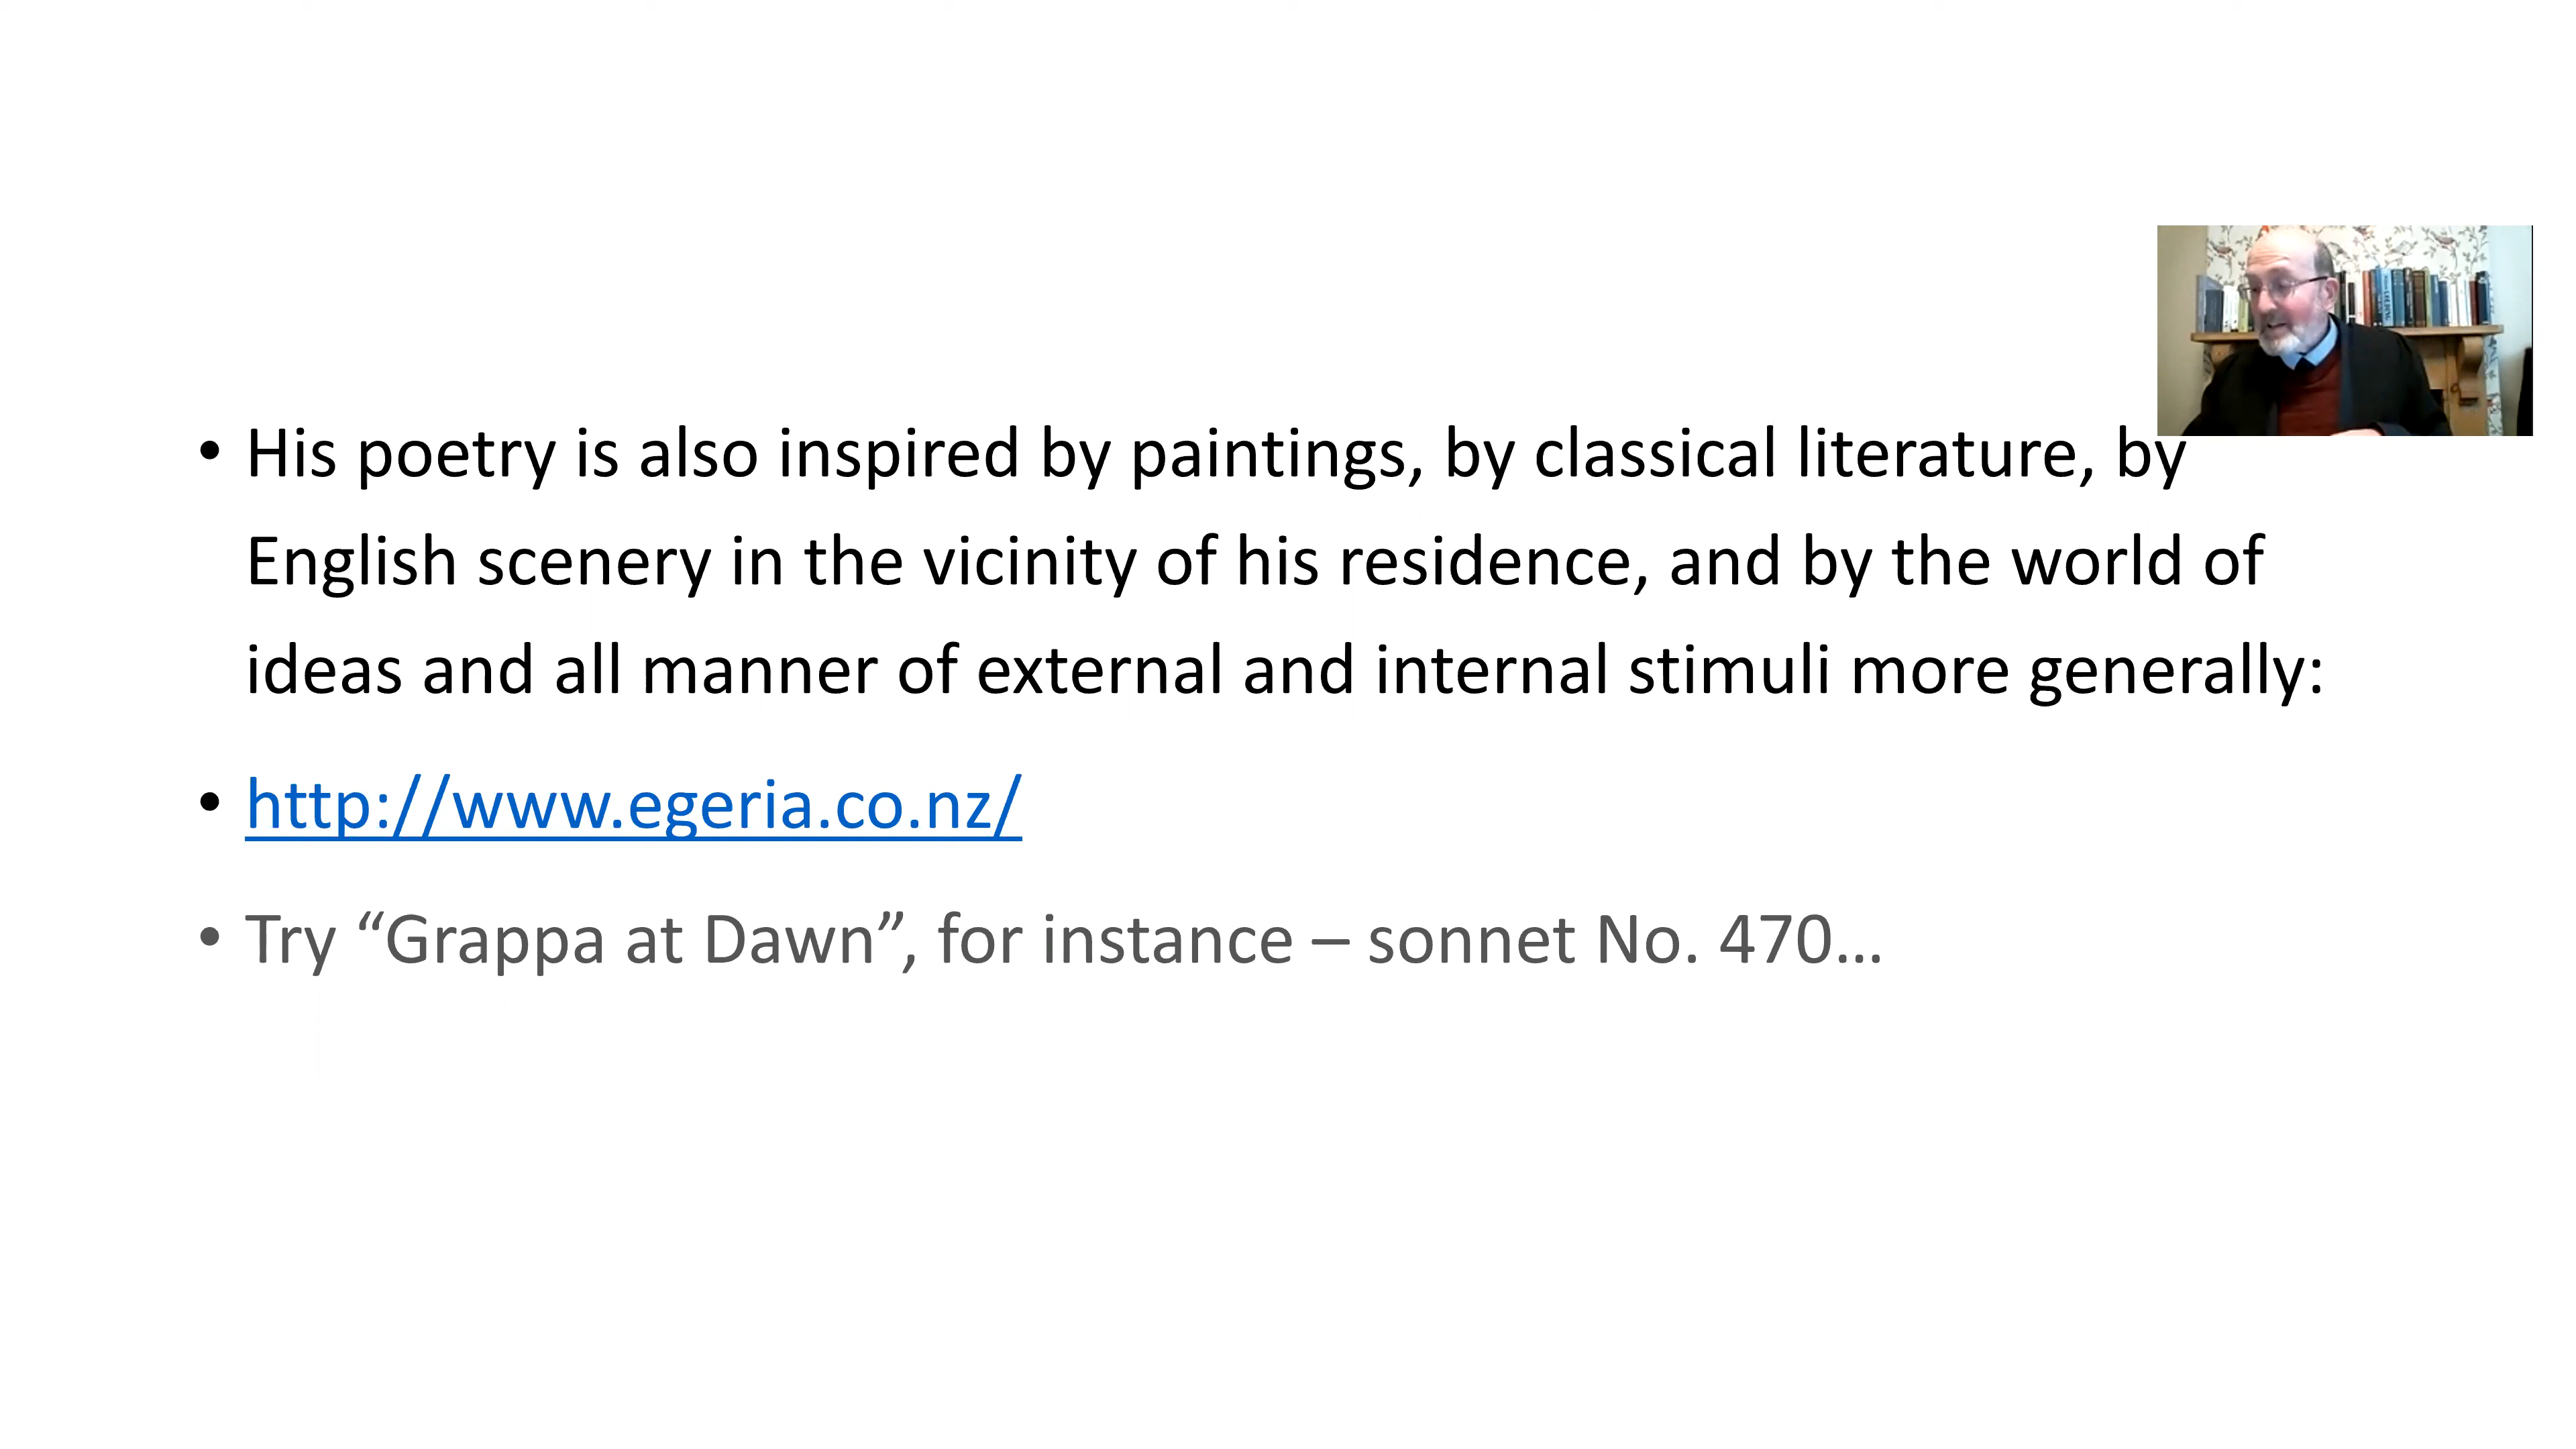 • His poetry is also inspired by paintings, by classical literature, by
English scenery in the vicinity of his residence, and by the world of
ideas and all manner of external and internal stimuli more generally:
• http://www.egeria.co.nz/
• Try “Grappa at Dawn”, for instance – sonnet No. 470…